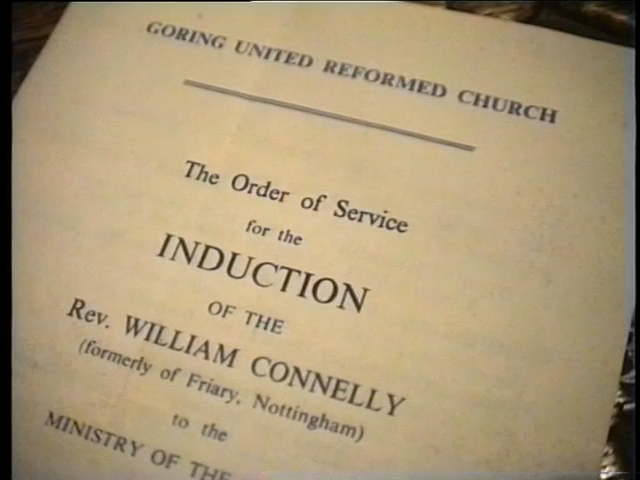 GORING UNITED REFORMED CHURCH
The Order of Service
for the
INDUCTION
OF THE
Rev. WILLIAM CONNELLY
(formerly of Friary, Nottingham)
to the
MINISTRY OF THE